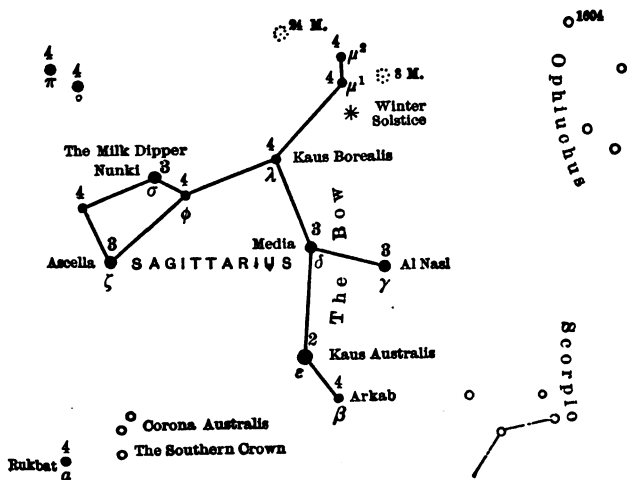 24 M.
1604
4
μ²
4
π
4
ο
4
μ¹
8 M.
Winter
Solstice
Ophiuchus
The Milk Dipper
Nunki
3
σ
4
φ
4
λ
Kaus Borealis
4
3
Ascella
ζ
SAGITTARIUS
Media
3
δ
The Bow
3
γ
Al Nasl
2
ε
Kaus Australis
4
β
Arkab
Scorpio
Corona Australis
The Southern Crown
Rukbat
4
α